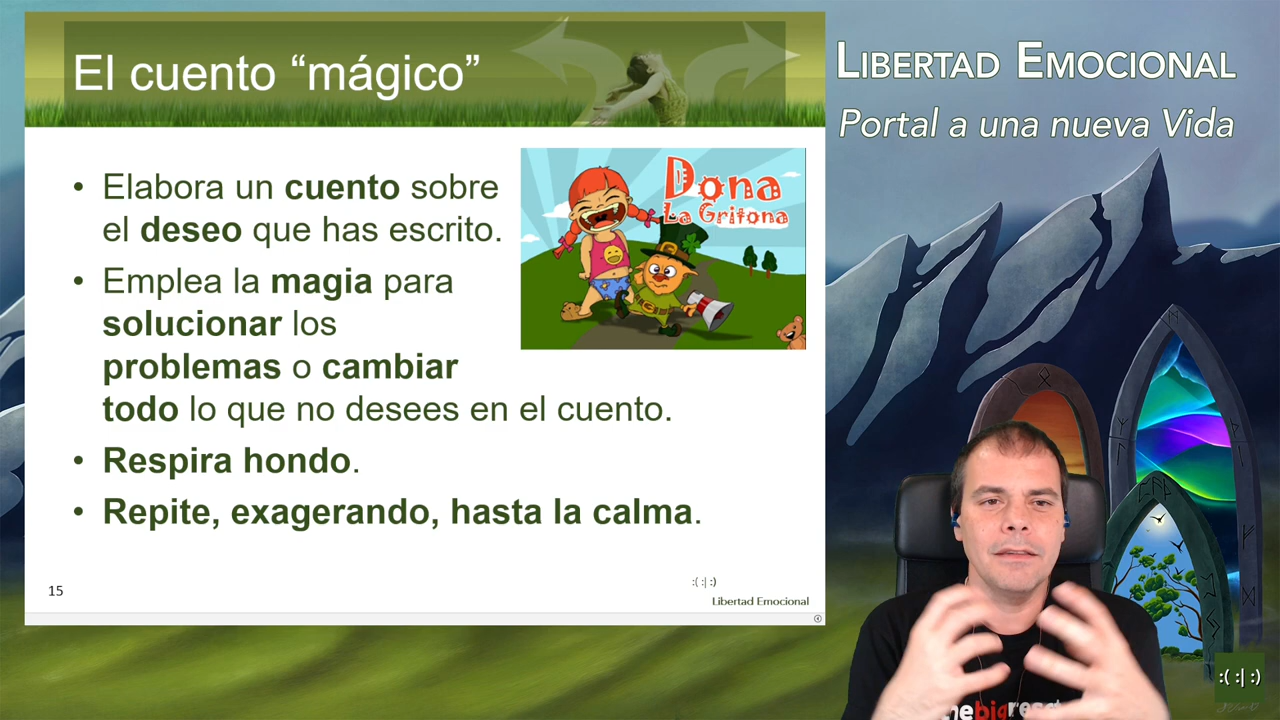 El cuento “mágico”
• Elabora un cuento sobre
el deseo que has escrito.
• Emplea la magia para
solucionar los
problemas o cambiar
todo lo que no desees en el cuento.
• Respira hondo.
• Repite, exagerando, hasta la calma.
Dona
La Gritona
15
:( :| :)
Libertad Emocional
LIBERTAD EMOCIONAL
Portal a una nueva Vida
:( :| :)